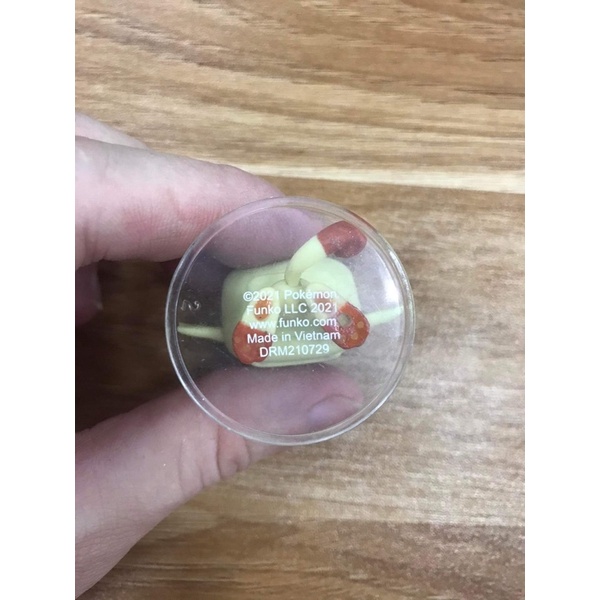 ©2021 Pokémon
Funko LLC 2021
www.funko.com
Made in Vietnam
DRM210729